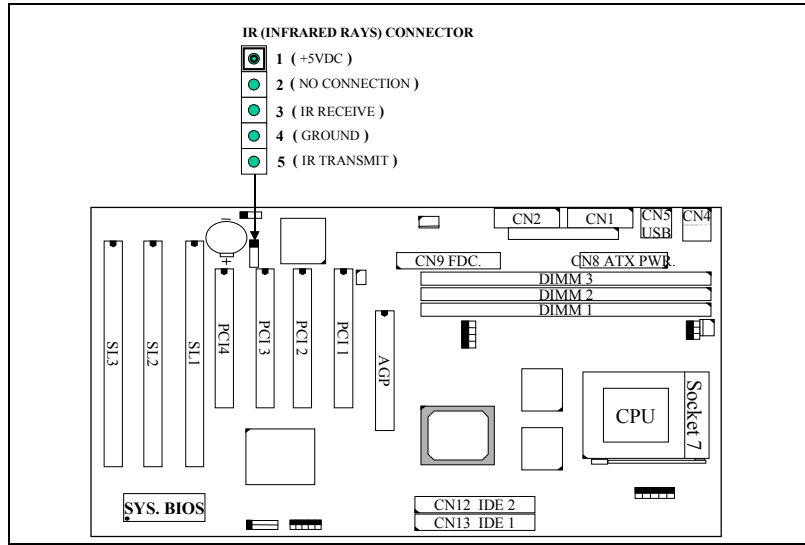 IR (INFRARED RAYS) CONNECTOR
1 ( +5VDC )
2 ( NO CONNECTION )
3 ( IR RECEIVE )
4 ( GROUND )
5 ( IR TRANSMIT )
CN2
CN1
CN5
USB
CN4
CN9 FDC.
CN8 ATX PWR.
DIMM 3
DIMM 2
DIMM 1
SL3
SL2
SL1
PCI4
PCI 3
PCI 2
PCI 1
AGP
CPU
Socket 7
SYS. BIOS
CN12 IDE 2
CN13 IDE 1
+